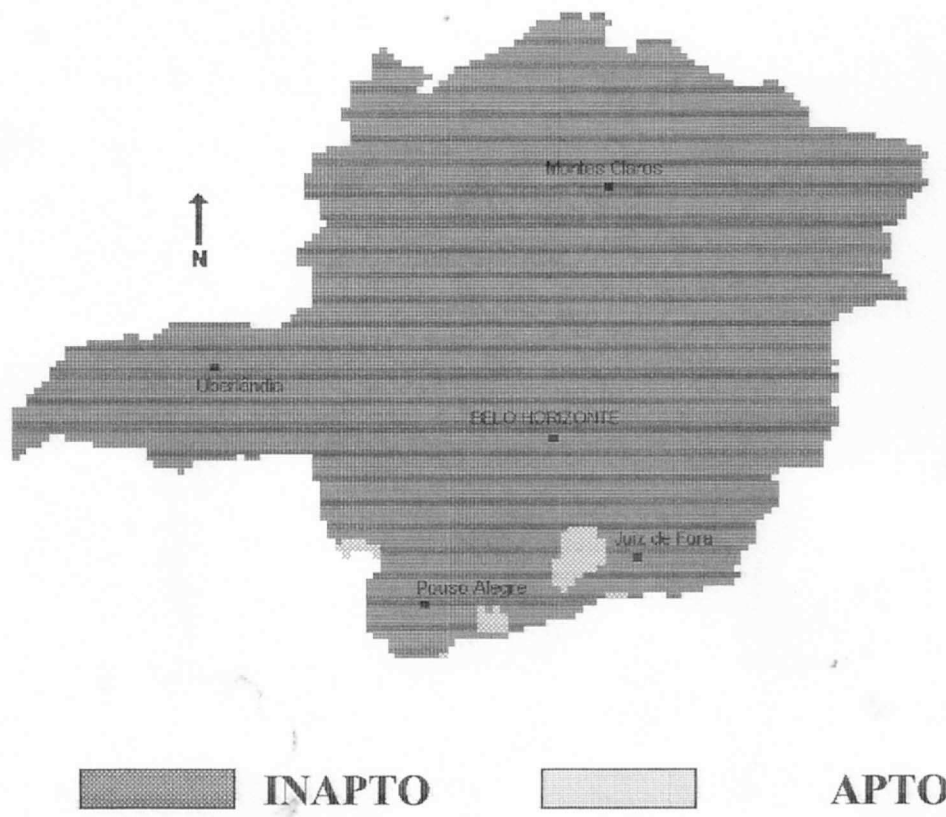 Montes Claros
N
Uberlândia
BELO HORIZONTE
Juiz de Fora
Pouso Alegre
INAPTO APTO